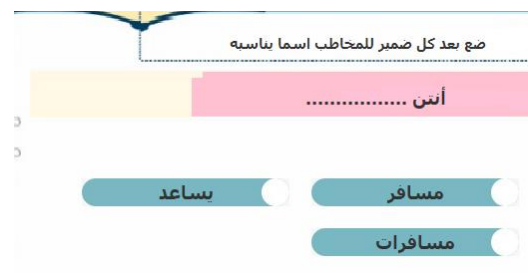 ضع بعد كل ضمير للمخاطب اسما يناسبه
أنتن .................
مسافر
يساعد
مسافرات